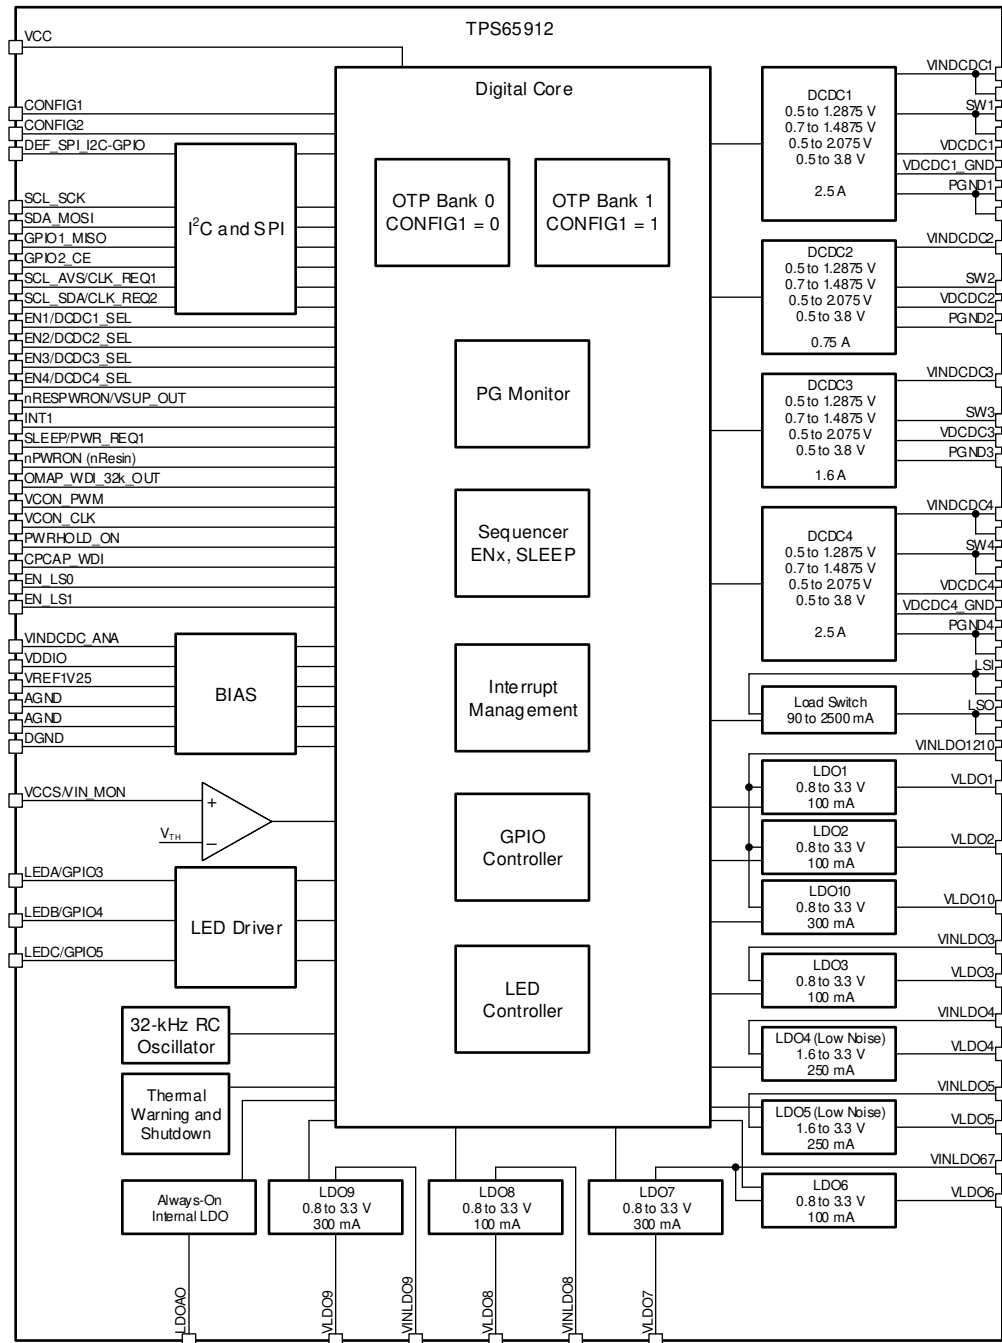 TPS65912
VCC
CONFIG1
CONFIG2
DEF_SPI_I2C-GPIO
SCL_SCK
SDA_MOSI
GPIO1_MISO
GPIO2_CE
SCL_AVS/CLK_REQ1
SCL_SDA/CLK_REQ2
EN1/DCDC1_SEL
EN2/DCDC2_SEL
EN3/DCDC3_SEL
EN4/DCDC4_SEL
nRESPWRON/VSUP_OUT
INT1
SLEEP/PWR_REQ1
nPWRON (nResin)
OMAP_WDI_32k_OUT
VCON_PWM
VCON_CLK
PWRHOLD_ON
CPCAP_WDI
EN_LS0
EN_LS1
VINDCDC_ANA
VDDIO
VREF1V25
AGND
AGND
DGND
VCCS/VIN_MON
VTH
+
−
LEDA/GPIO3
LEDB/GPIO4
LEDC/GPIO5
I²C and SPI
BIAS
LED Driver
32-kHz RC
Oscillator
Thermal
Warning and
Shutdown
Always-On
Internal LDO
LDOAO
Digital Core
OTP Bank 0
CONFIG1 = 0
OTP Bank 1
CONFIG1 = 1
PG Monitor
Sequencer
ENx, SLEEP
Interrupt
Management
GPIO
Controller
LED
Controller
LDO9
0.8 to 3.3 V
300 mA
VLDO9
VINLDO9
LDO8
0.8 to 3.3 V
100 mA
VLDO8
VINLDO8
LDO7
0.8 to 3.3 V
300 mA
VLDO7
DCDC1
0.5 to 1.2875 V
0.7 to 1.4875 V
0.5 to 2.075 V
0.5 to 3.8 V
2.5 A
VINDCDC1
SW1
VDCDC1
VDCDC1_GND
PGND1
DCDC2
0.5 to 1.2875 V
0.7 to 1.4875 V
0.5 to 2.075 V
0.5 to 3.8 V
0.75 A
VINDCDC2
SW2
VDCDC2
PGND2
DCDC3
0.5 to 1.2875 V
0.7 to 1.4875 V
0.5 to 2.075 V
0.5 to 3.8 V
1.6 A
VINDCDC3
SW3
VDCDC3
PGND3
DCDC4
0.5 to 1.2875 V
0.7 to 1.4875 V
0.5 to 2.075 V
0.5 to 3.8 V
2.5 A
VINDCDC4
SW4
VDCDC4
VDCDC4_GND
PGND4
LSI
Load Switch
90 to 2500 mA
LSO
VINLDO1210
LDO1
0.8 to 3.3 V
100 mA
VLDO1
LDO2
0.8 to 3.3 V
100 mA
VLDO2
LDO10
0.8 to 3.3 V
300 mA
VLDO10
VINLDO3
LDO3
0.8 to 3.3 V
100 mA
VLDO3
VINLDO4
LDO4 (Low Noise)
1.6 to 3.3 V
250 mA
VLDO4
VINLDO5
LDO5 (Low Noise)
1.6 to 3.3 V
250 mA
VLDO5
VINLDO67
LDO6
0.8 to 3.3 V
100 mA
VLDO6